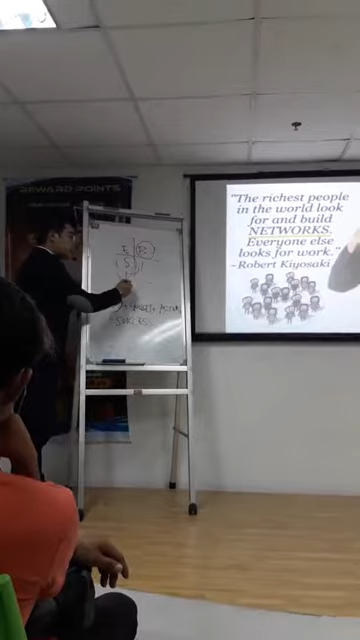 REWARD POINTS
"The richest people
in the world look
for and build
NETWORKS.
Everyone else
looks for work."
-Robert Kiyosaki
E
B
S
I
SUCCESS